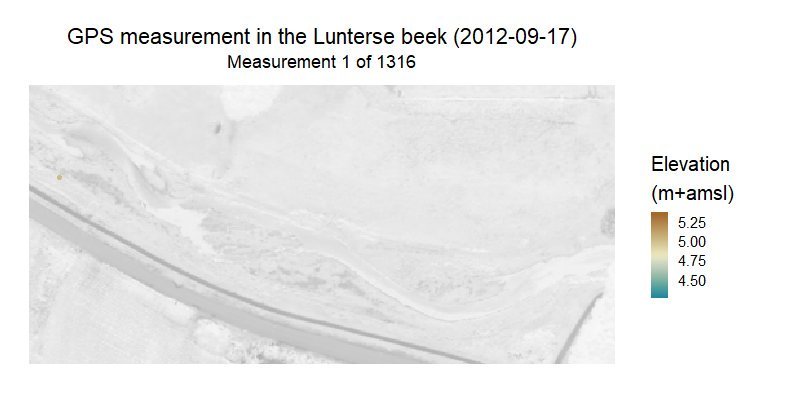 GPS measurement in the Lunterse beek (2012-09-17)
Measurement 1 of 1316
Elevation
(m+amsl)
5.25
5.00
4.75
4.50